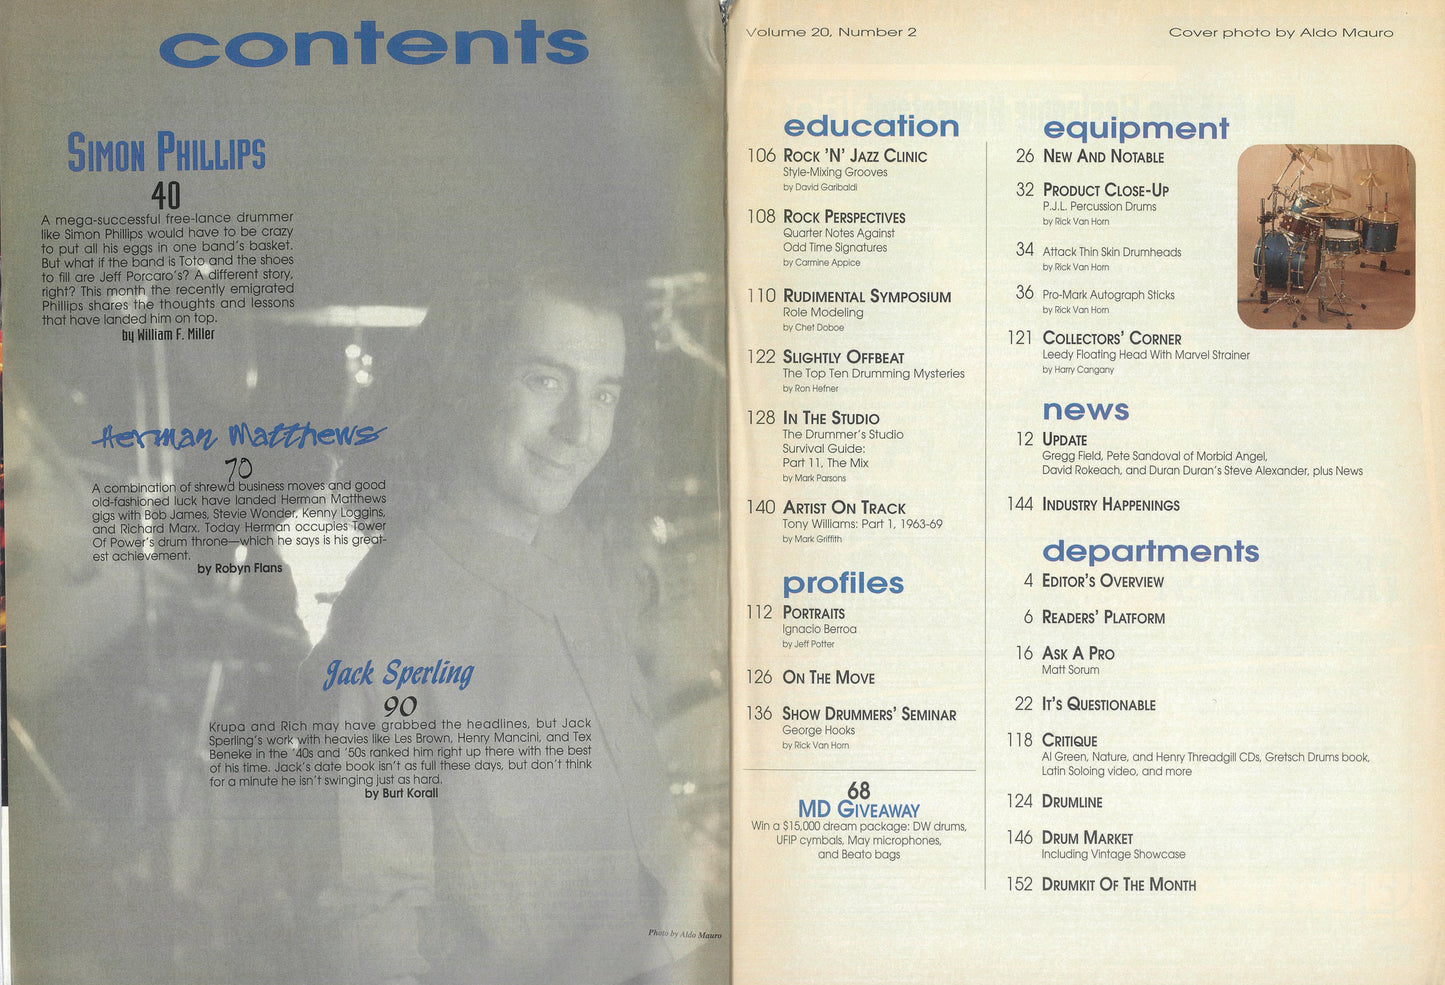 contents
SIMON PHILLIPS
40
A mega-successful free-lance drummer
like Simon Phillips would have to be crazy
to put all his eggs in one band's basket.
But what if the band is Toto and the shoes
to fill are Jeff Porcaro's? A different story,
right? This month the recently emigrated
Phillips shares the thoughts and lessons
that have landed him on top.
by William F. Miller
Herman Matthews
70
A combination of shrewd business moves and good
old-fashioned luck have landed Herman Matthews
gigs with Bob James, Stevie Wonder, Kenny Loggins,
and Richard Marx. Today Herman occupies Tower
Of Power's drum throne—which he says is his great-
est achievement.
by Robyn Flans
Jack Sperling
90
Krupa and Rich may have grabbed the headlines, but Jack
Sperling's work with heavies like Les Brown, Henry Mancini, and Tex
Beneke in the '40s and '50s ranked him right up there with the best
of his time. Jack's date book isn't as full these days, but don't think
for a minute he isn't swinging just as hard.
by Burt Korall
Photo by Aldo Mauro
Volume 20, Number 2
Cover photo by Aldo Mauro
education
106 ROCK 'N' JAZZ CLINIC
Style-Mixing Grooves
by David Garibaldi
108 ROCK PERSPECTIVES
Quarter Notes Against
Odd Time Signatures
by Carmine Appice
110 RUDIMENTAL SYMPOSIUM
Role Modeling
by Chet Doboe
122 SLIGHTLY OFFBEAT
The Top Ten Drumming Mysteries
by Ron Hefner
128 IN THE STUDIO
The Drummer's Studio
Survival Guide:
Part 11, The Mix
by Mark Parsons
140 ARTIST ON TRACK
Tony Williams: Part 1, 1963-69
by Mark Griffith
profiles
112 PORTRAITS
Ignacio Berroa
by Jeff Potter
126 ON THE MOVE
136 SHOW DRUMMERS' SEMINAR
George Hooks
by Rick Van Horn
68
MD GIVEAWAY
Win a $15,000 dream package: DW drums,
UFIP cymbals, May microphones,
and Beato bags
equipment
26 NEW AND NOTABLE
32 PRODUCT CLOSE-UP
P.J.L. Percussion Drums
by Rick Van Horn
34 Attack Thin Skin Drumheads
by Rick Van Horn
36 Pro-Mark Autograph Sticks
by Rick Van Horn
121 COLLECTORS' CORNER
Leedy Floating Head With Marvel Strainer
by Harry Cangany
news
12 UPDATE
Gregg Field, Pete Sandoval of Morbid Angel,
David Rokeach, and Duran Duran's Steve Alexander, plus News
144 INDUSTRY HAPPENINGS
departments
4 EDITOR'S OVERVIEW
6 READERS' PLATFORM
16 ASK A PRO
Matt Sorum
22 IT'S QUESTIONABLE
118 CRITIQUE
Al Green, Nature, and Henry Threadgill CDs, Gretsch Drums book,
Latin Soloing video, and more
124 DRUMLINE
146 DRUM MARKET
Including Vintage Showcase
152 DRUMKIT OF THE MONTH